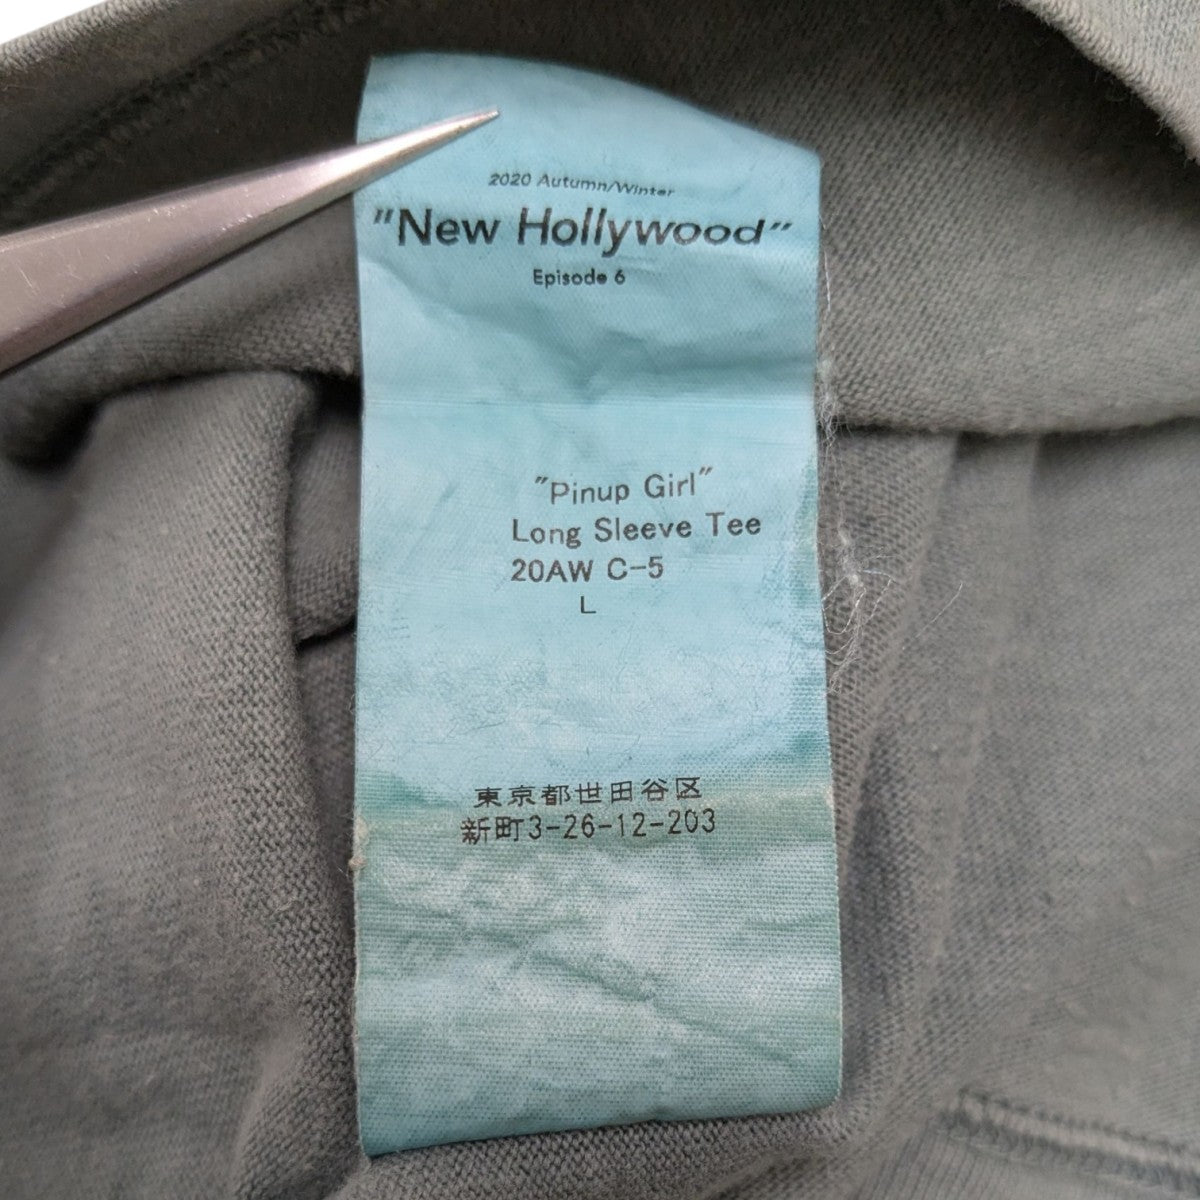 2020 Autumn/Winter
"New Hollywood"
Episode 6
"Pinup Girl"
Long Sleeve Tee
20AW C-5
L
東京都世田谷区
新町3-26-12-203